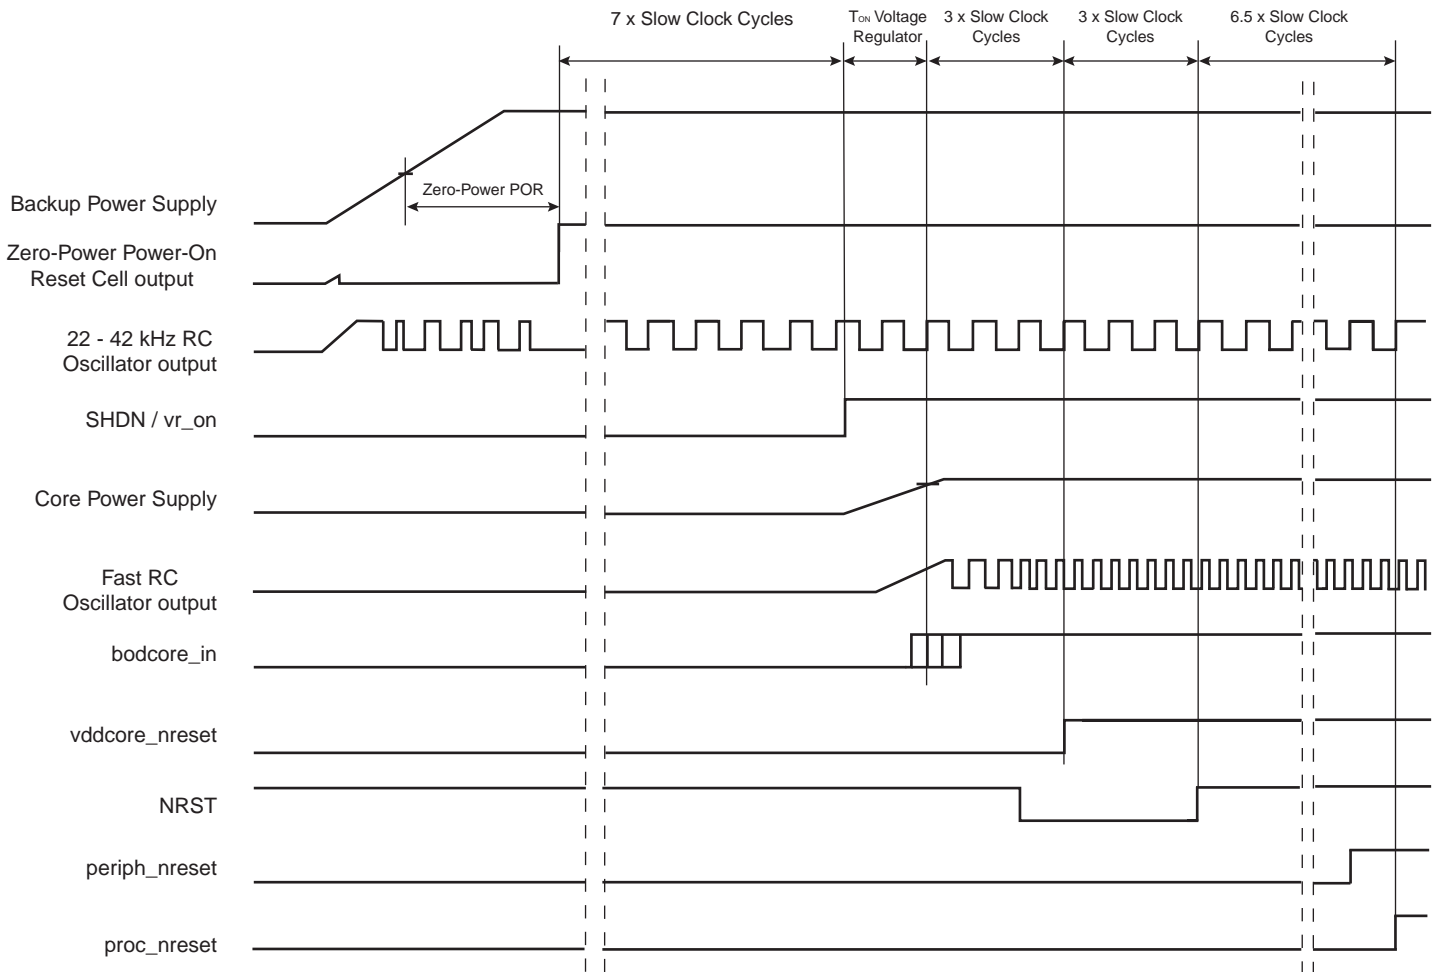 7 x Slow Clock Cycles
TON Voltage
Regulator
3 x Slow Clock
Cycles
3 x Slow Clock
Cycles
6.5 x Slow Clock
Cycles
Zero-Power POR
Backup Power Supply
Zero-Power Power-On
Reset Cell output
22 - 42 kHz RC
Oscillator output
SHDN / vr_on
Core Power Supply
Fast RC
Oscillator output
bodcore_in
vddcore_nreset
NRST
periph_nreset
proc_nreset